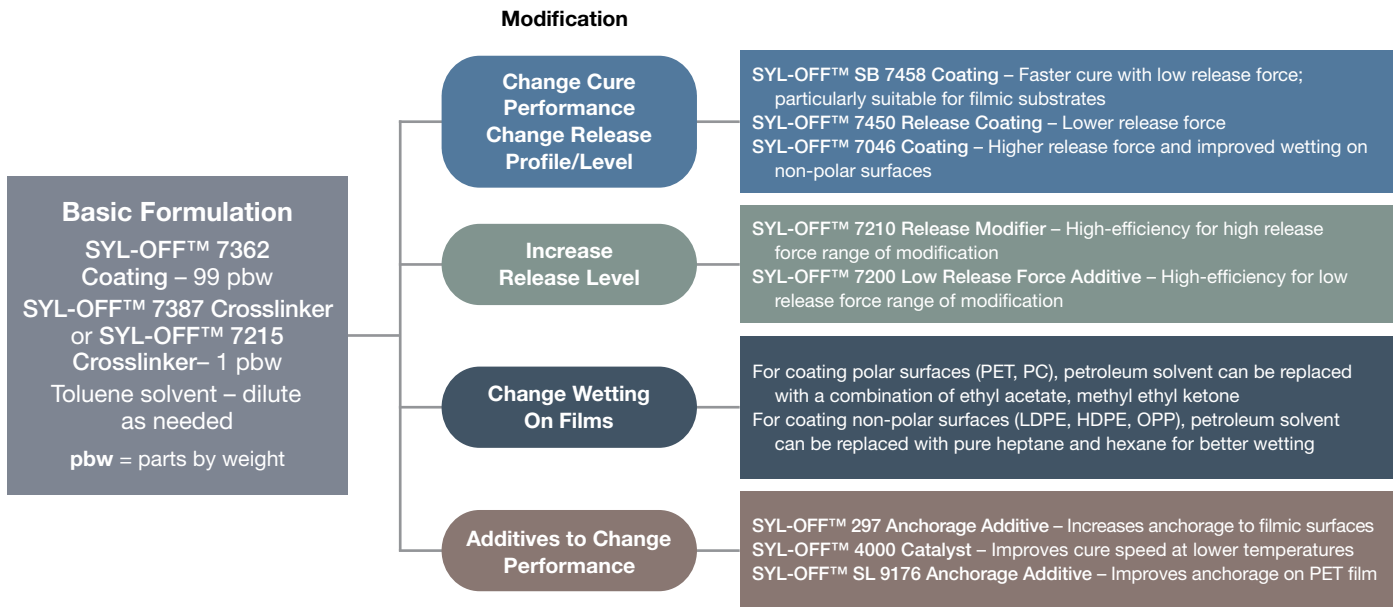 Modification
Basic Formulation
SYL-OFF™ 7362
Coating – 99 pbw
SYL-OFF™ 7387 Crosslinker
or SYL-OFF™ 7215
Crosslinker– 1 pbw
Toluene solvent – dilute
as needed
pbw = parts by weight
Change Cure
Performance
Change Release
Profile/Level
SYL-OFF™ SB 7458 Coating – Faster cure with low release force;
particularly suitable for filmic substrates
SYL-OFF™ 7450 Release Coating – Lower release force
SYL-OFF™ 7046 Coating – Higher release force and improved wetting on
non-polar surfaces
Increase
Release Level
SYL-OFF™ 7210 Release Modifier – High-efficiency for high release
force range of modification
SYL-OFF™ 7200 Low Release Force Additive – High-efficiency for low
release force range of modification
Change Wetting
On Films
For coating polar surfaces (PET, PC), petroleum solvent can be replaced
with a combination of ethyl acetate, methyl ethyl ketone
For coating non-polar surfaces (LDPE, HDPE, OPP), petroleum solvent
can be replaced with pure heptane and hexane for better wetting
Additives to Change
Performance
SYL-OFF™ 297 Anchorage Additive – Increases anchorage to filmic surfaces
SYL-OFF™ 4000 Catalyst – Improves cure speed at lower temperatures
SYL-OFF™ SL 9176 Anchorage Additive – Improves anchorage on PET film